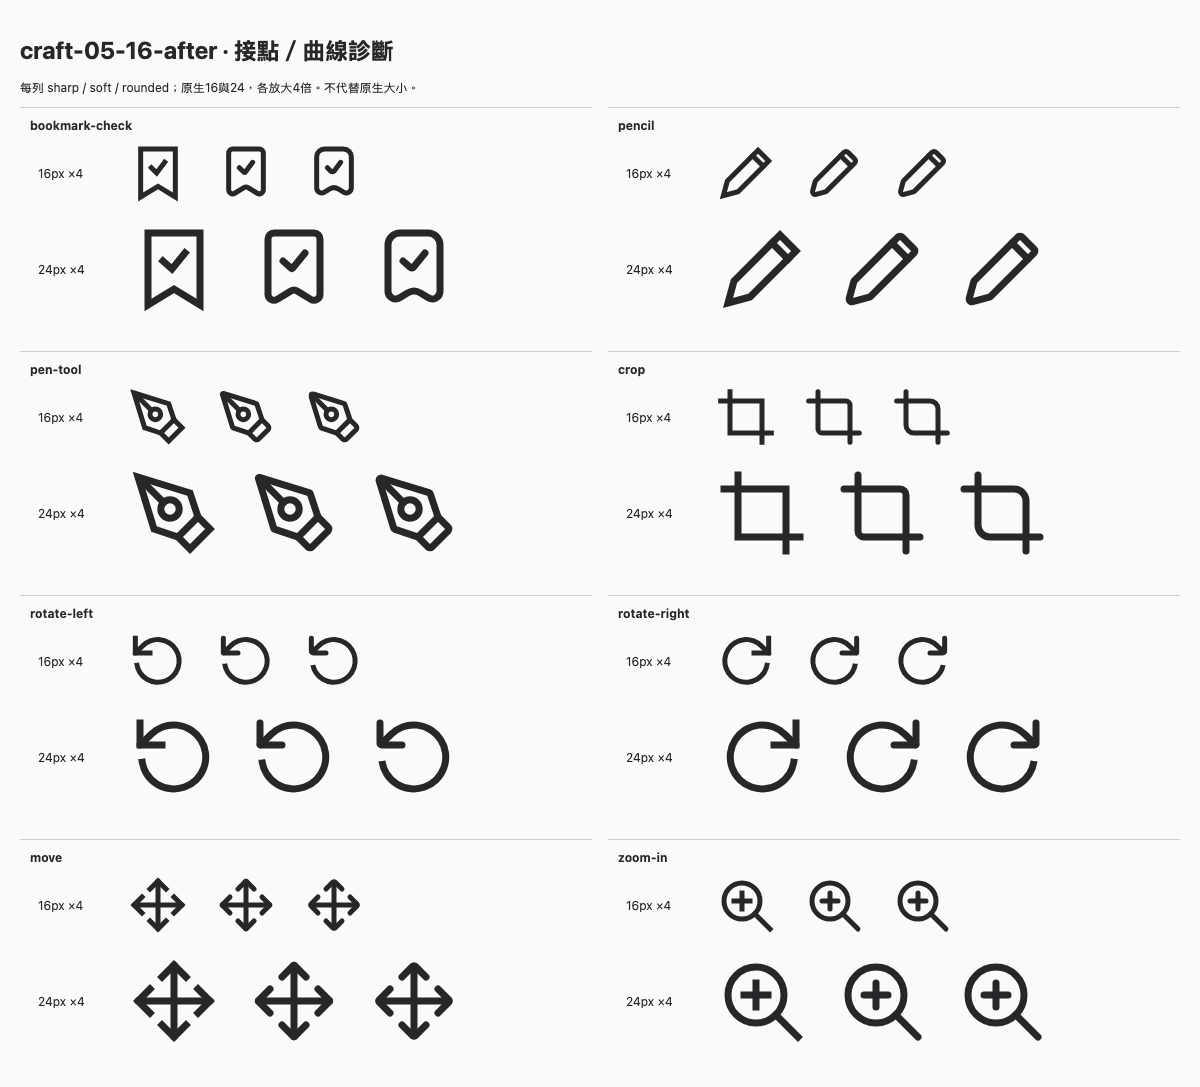 craft-05-16-after · 接點 / 曲線診斷
每列 sharp / soft / rounded；原生16與24，各放大4倍。不代替原生大小。
bookmark-check
16px ×4
24px ×4
pencil
16px ×4
24px ×4
pen-tool
16px ×4
24px ×4
crop
16px ×4
24px ×4
rotate-left
16px ×4
24px ×4
rotate-right
16px ×4
24px ×4
move
16px ×4
24px ×4
zoom-in
16px ×4
24px ×4